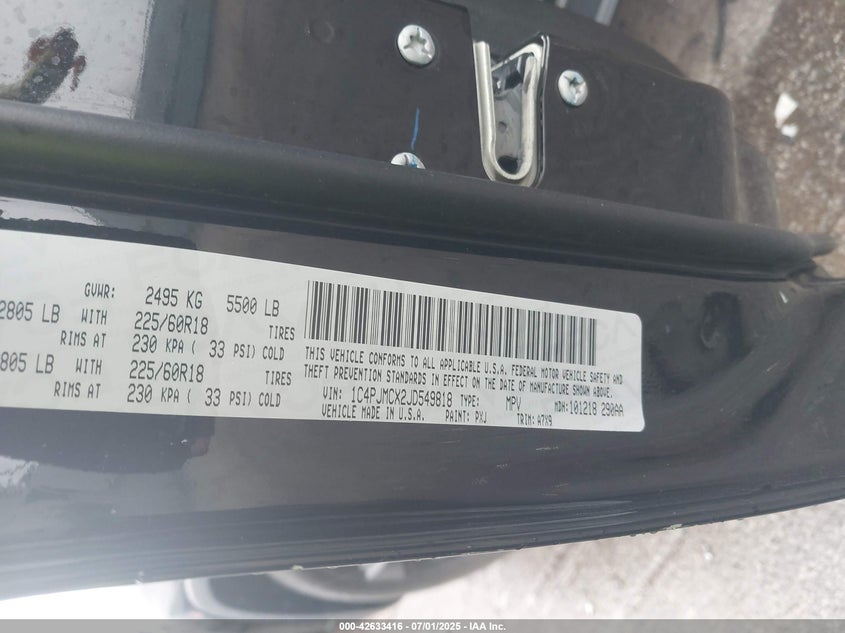 GVWR: 2495 KG 5500 LB
2805 LB WITH 225/60R18 TIRES
RIMS AT 230 KPA ( 33 PSI) COLD
805 LB WITH 225/60R18 TIRES
RIMS AT 230 KPA ( 33 PSI) COLD
THIS VEHICLE CONFORMS TO ALL APPLICABLE U.S.A. FEDERAL MOTOR VEHICLE SAFETY AND
THEFT PREVENTION STANDARDS IN EFFECT ON THE DATE OF MANUFACTURE SHOWN ABOVE.
VIN: 1C4PJMCX2JD549818 TYPE: MPV MDH: 101218 290AA
VEHICLE MADE IN U.S.A. PAINT: PXJ TRIM: A7X9
000-42633416 - 07/01/2025 - IAA Inc.